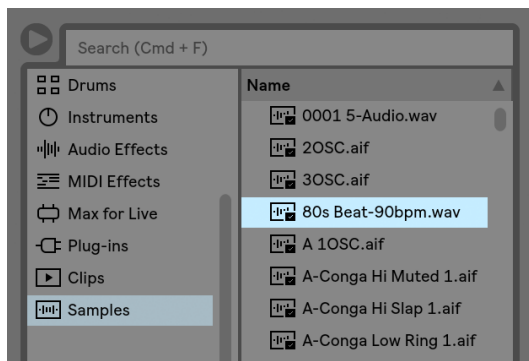 Search (Cmd + F)
Drums
Instruments
Audio Effects
MIDI Effects
Max for Live
Plug-ins
Clips
Samples
Name
0001 5-Audio.wav
2OSC.aif
3OSC.aif
80s Beat-90bpm.wav
A 1OSC.aif
A-Conga Hi Muted 1.aif
A-Conga Hi Slap 1.aif
A-Conga Low Ring 1.aif